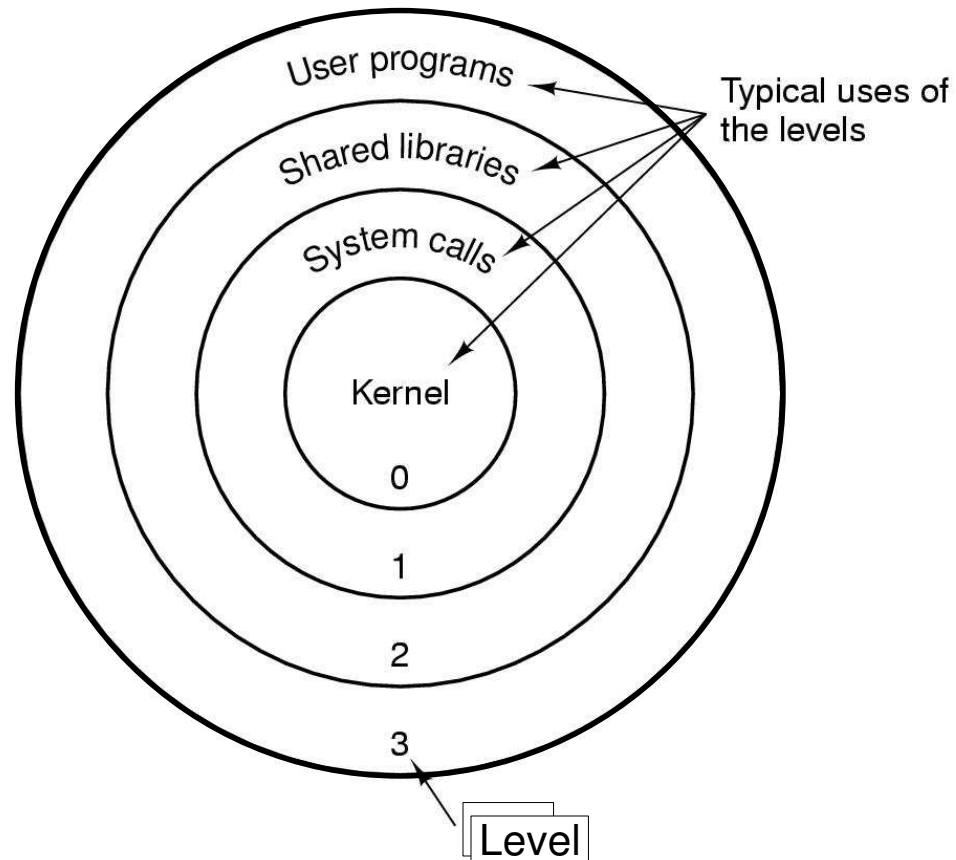 User programs
Typical uses of
the levels
Shared libraries
System calls
Kernel
0
1
2
3
Level